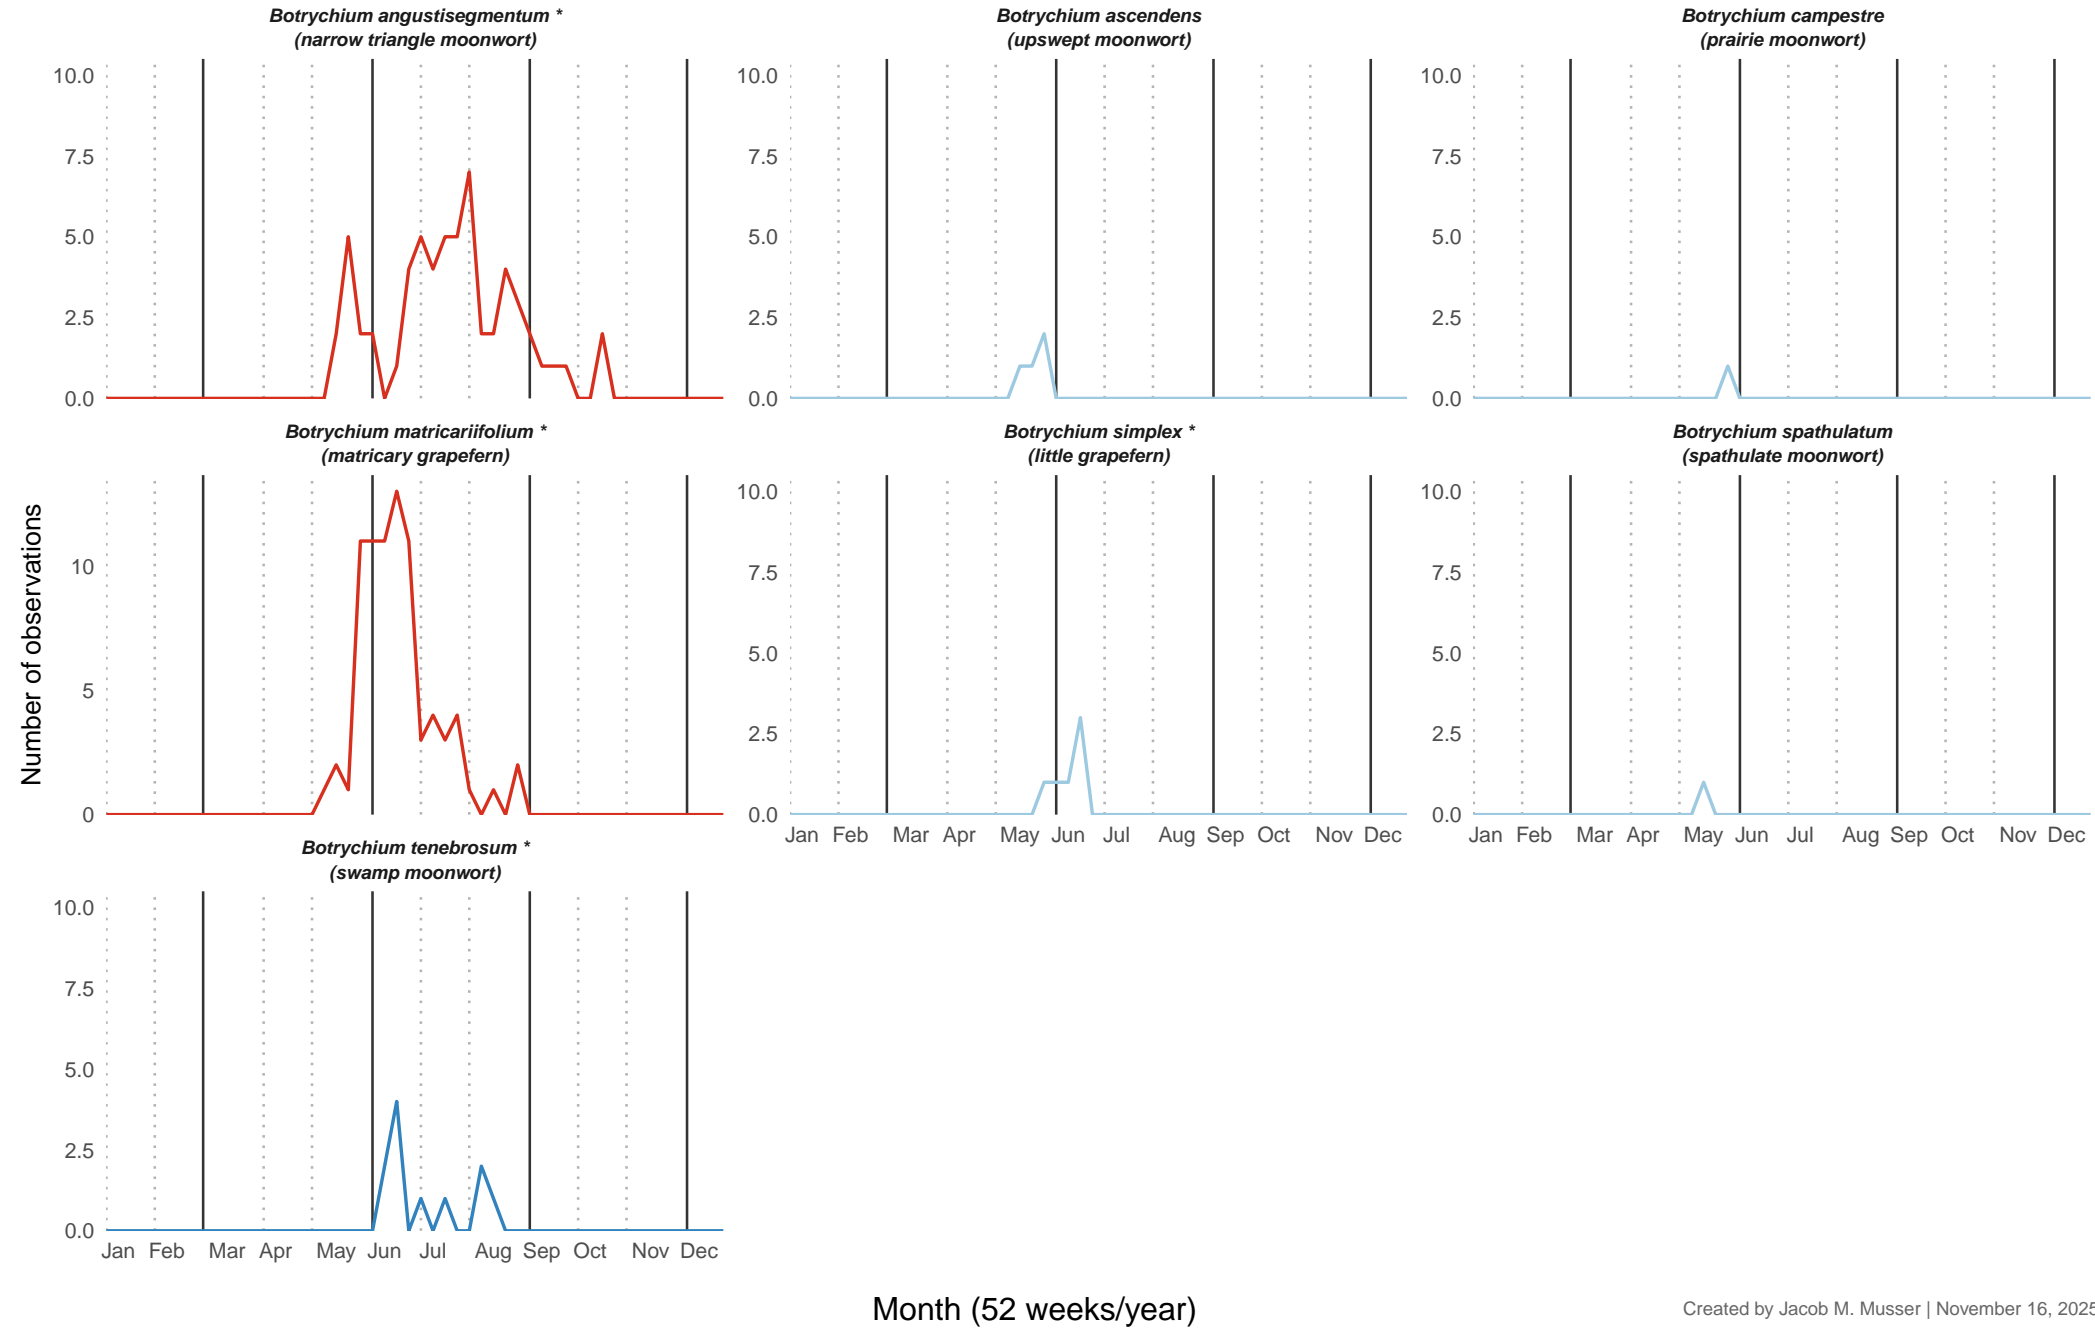 Botrychium angustisegmentum *
(narrow triangle moonwort)
Botrychium ascendens
(upswept moonwort)
Botrychium campestre
(prairie moonwort)
10.0
7.5
5.0
2.5
0.0
10.0
7.5
5.0
2.5
0.0
10.0
7.5
5.0
2.5
0.0
Botrychium matricariifolium *
(matricary grapefern)
Botrychium simplex *
(little grapefern)
Botrychium spathulatum
(spathulate moonwort)
Number of observations
10
5
0
10.0
7.5
5.0
2.5
0.0
Jan Feb Mar Apr May Jun Jul Aug Sep Oct Nov Dec
10.0
7.5
5.0
2.5
0.0
Jan Feb Mar Apr May Jun Jul Aug Sep Oct Nov Dec
Botrychium tenebrosum *
(swamp moonwort)
10.0
7.5
5.0
2.5
0.0
Jan Feb Mar Apr May Jun Jul Aug Sep Oct Nov Dec
Month (52 weeks/year)
Created by Jacob M. Musser | November 16, 2025